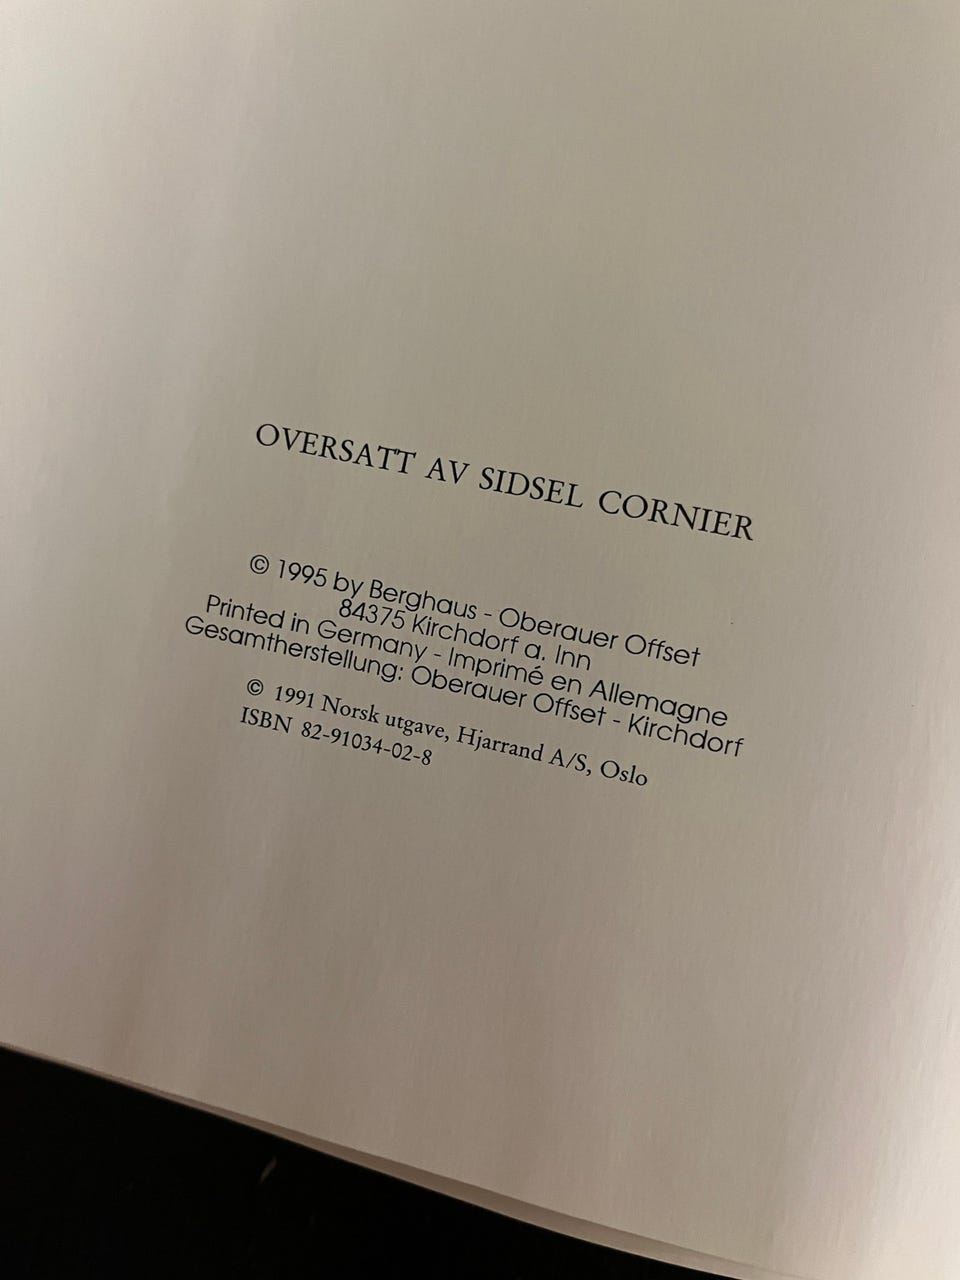 OVERSATT AV SIDSEL CORNIER
© 1995 by Berghaus - Oberauer Offset
84375 Kirchdorf a. Inn
Printed in Germany - Imprimé en Allemagne
Gesamtherstellung: Oberauer Offset - Kirchdorf
© 1991 Norsk utgave, Hjarrand A/S, Oslo
ISBN 82-91034-02-8